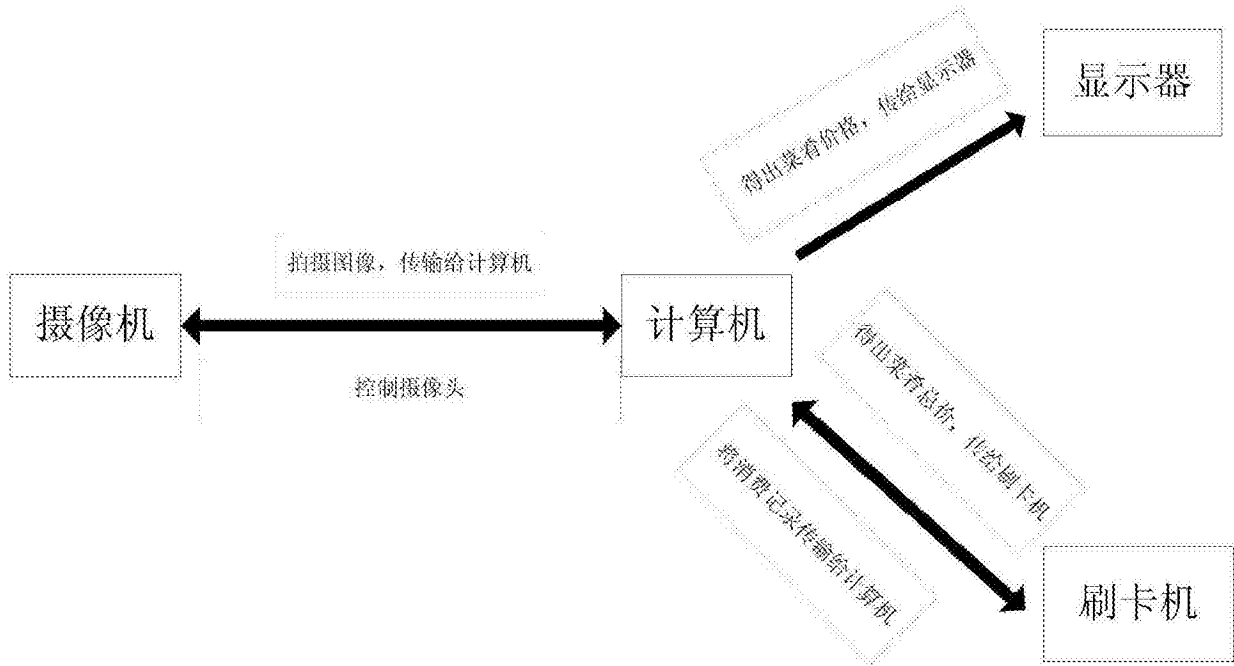 显示器
得出菜肴价格，传给显示器
拍摄图像，传输给计算机
摄像机
计算机
控制摄像头
得出菜肴总价，传给刷卡机
将消费记录传输给计算机
刷卡机